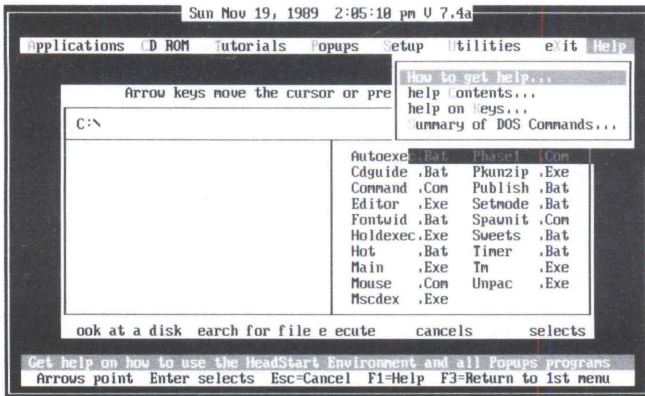 Sun Nov 19, 1989 2:05:10 pm V 7.4a
Applications CD ROM Tutorials Popups Setup Utilities eXit Help
How to get help...
help Contents...
help on Keys...
Summary of DOS Commands...
Arrow keys move the cursor or pre
C:\
Autoexec.Bat Phase1 .Com
Cdguide .Bat Pkunzip .Exe
Command .Com Publish .Bat
Editor .Exe Setmode .Bat
Fontwid .Bat Spawnit .Com
Holdexec.Exe Sweets .Bat
Hot .Bat Timer .Bat
Main .Exe Tm .Exe
Mouse .Com Unpac .Exe
Mscdex .Exe
ook at a disk earch for file e ecute cancels selects
Get help on how to use the HeadStart Environment and all Popups programs
Arrows point Enter selects Esc=Cancel F1=Help F3=Return to 1st menu